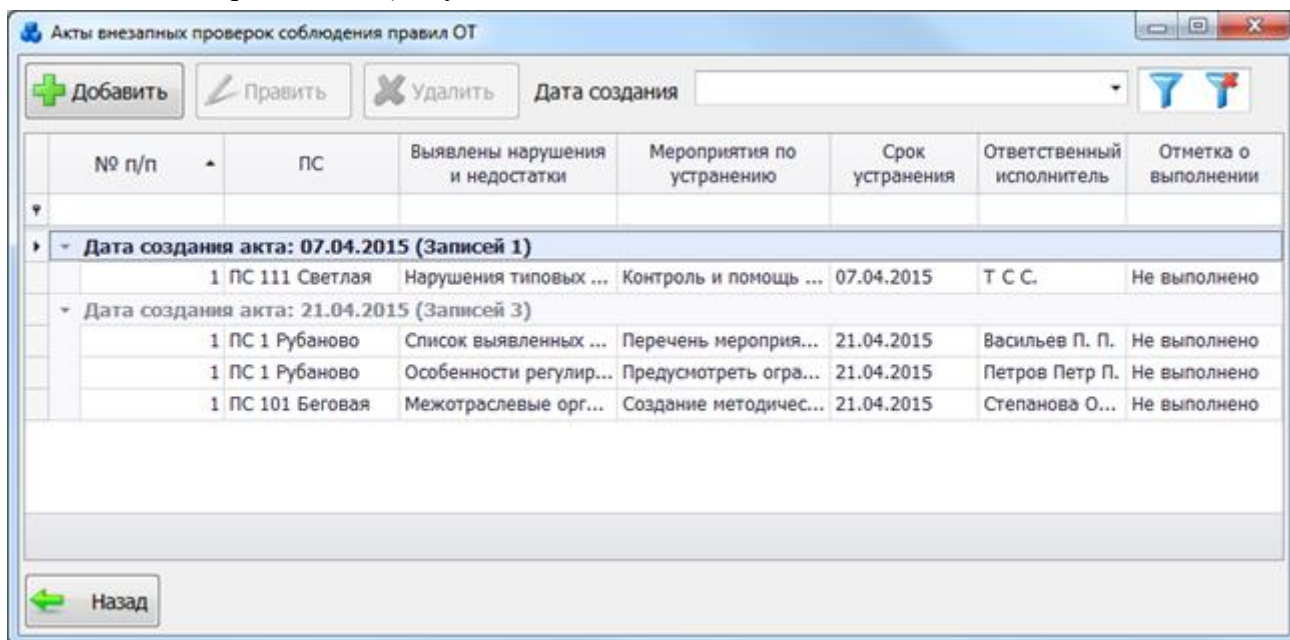 Акты внезапных проверок соблюдения правил ОТ
Добавить Править Удалить Дата создания
№ п/п ПС Выявлены нарушения и недостатки Мероприятия по устранению Срок устранения Ответственный исполнитель Отметка о выполнении
Дата создания акта: 07.04.2015 (Записей 1)
1 ПС 111 Светлая Нарушения типовых ... Контроль и помощь ... 07.04.2015 Т С С. Не выполнено
Дата создания акта: 21.04.2015 (Записей 3)
1 ПС 1 Рубаново Список выявленных ... Перечень мероприя... 21.04.2015 Васильев П. П. Не выполнено
1 ПС 1 Рубаново Особенности регулир... Предусмотреть огра... 21.04.2015 Петров Петр П. Не выполнено
1 ПС 101 Беговая Межотраслевые орг... Создание методичес... 21.04.2015 Степанова О... Не выполнено
Назад